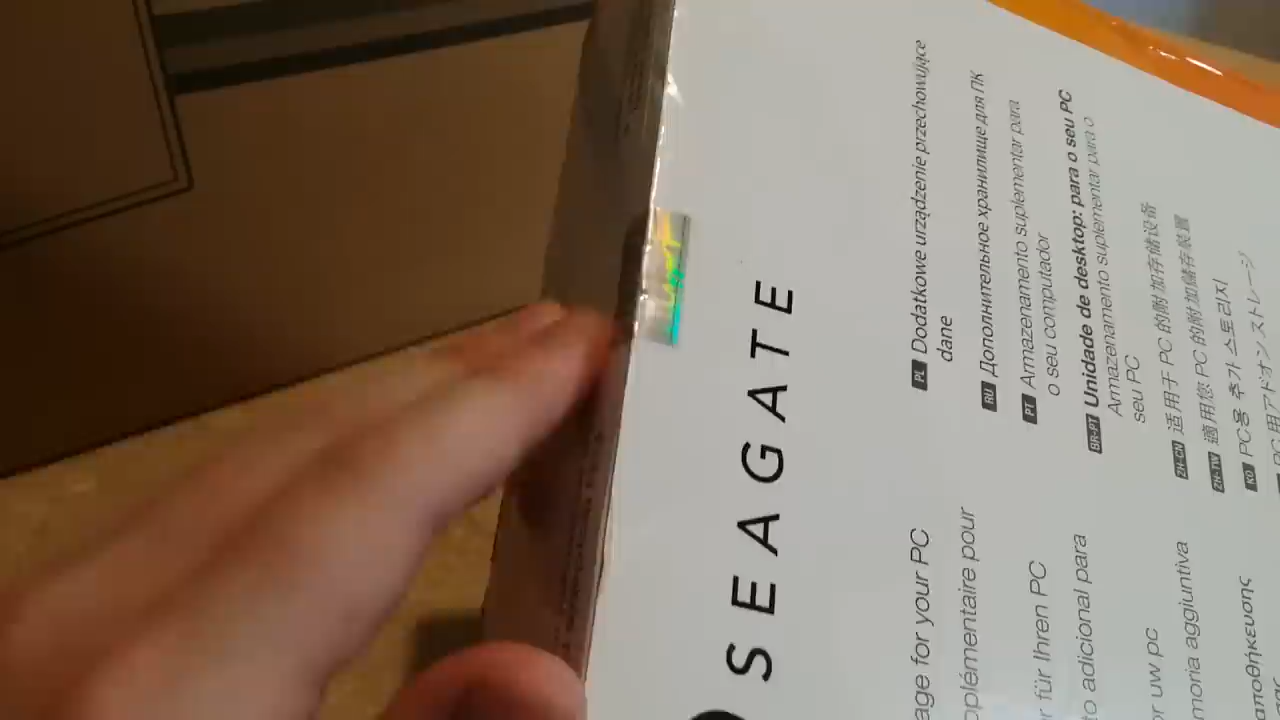 SEAGATE
age for your PC
pplémentaire pour
r für Ihren PC
to adicional para
or uw pc
moria aggiuntiva
αποθήκευσης
PL Dodatkowe urządzenie przechowujące
dane
RU Дополнительное хранилище для ПК
PT Armazenamento suplementar para
o seu computador
BR-PT Unidade de desktop: para o seu PC
Armazenamento suplementar para o
seu PC
ZH-CN 适用于 PC 的附加存储设备
ZH-TW 適用您 PC 的附加儲存裝置
KO PC용 추가 스토리지
PC 用アドオン ストレージ